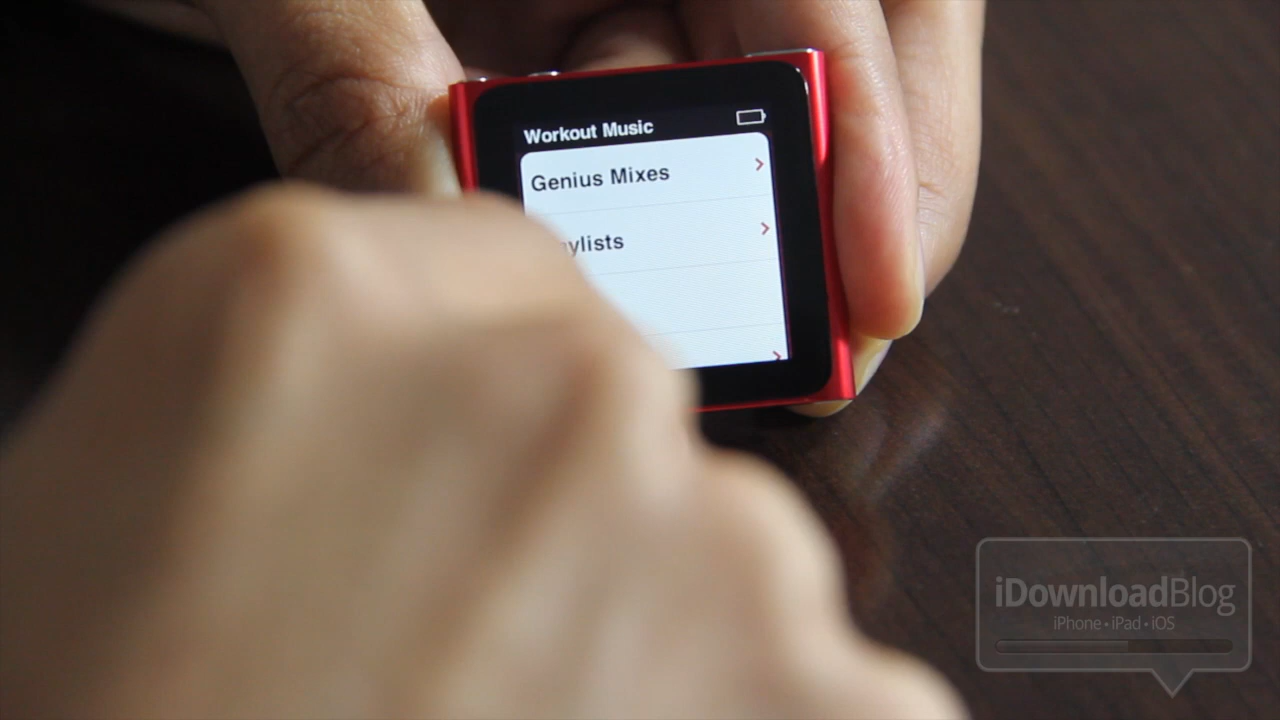 Workout Music
Genius Mixes
ylists
iDownloadBlog
iPhone • iPad • iOS